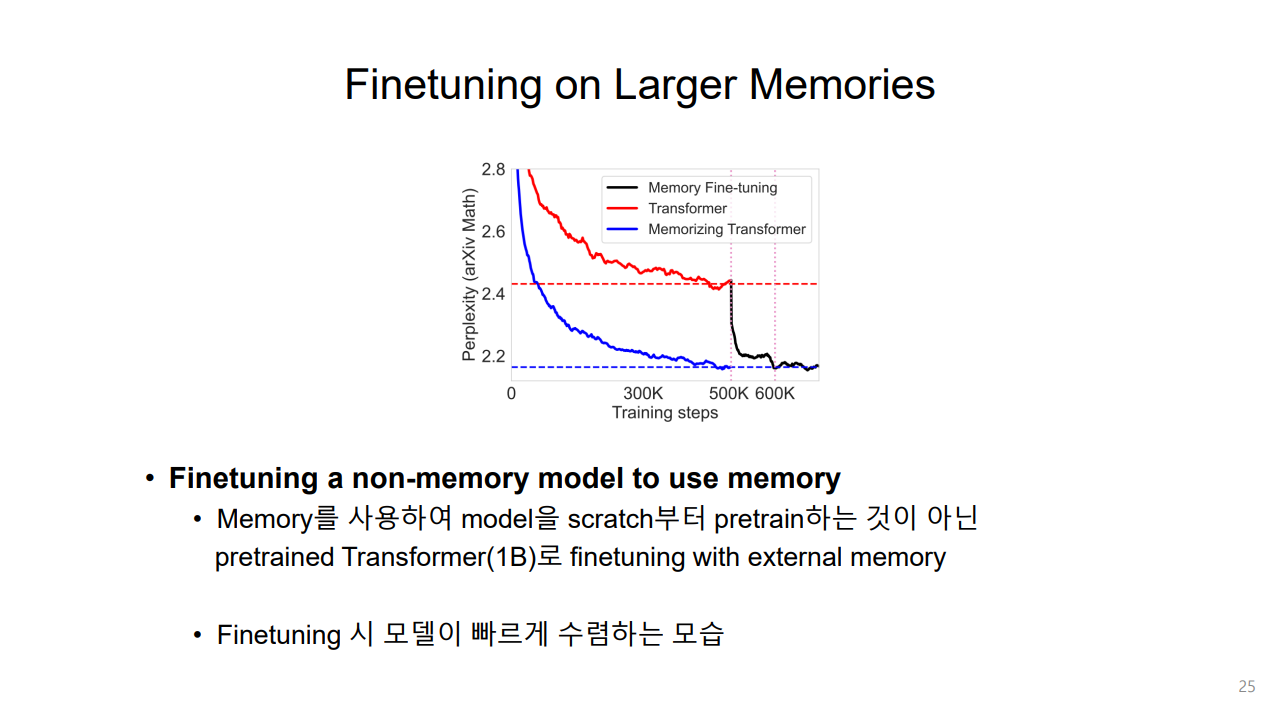 Finetuning on Larger Memories
2.8
2.6
2.4
2.2
Perplexity (arXiv Math)
Memory Fine-tuning
Transformer
Memorizing Transformer
0 300K 500K 600K
Training steps
• Finetuning a non-memory model to use memory
• Memory를 사용하여 model을 scratch부터 pretrain하는 것이 아닌
pretrained Transformer(1B)로 finetuning with external memory
• Finetuning 시 모델이 빠르게 수렴하는 모습
25